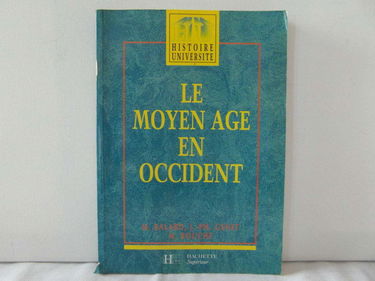 HISTOIRE
UNIVERSITÉ
LE
MOYEN AGE
EN
OCCIDENT
M. BALARD J.-PH. GENET
M. ROUCHE
H
HACHETTE
Supérieur